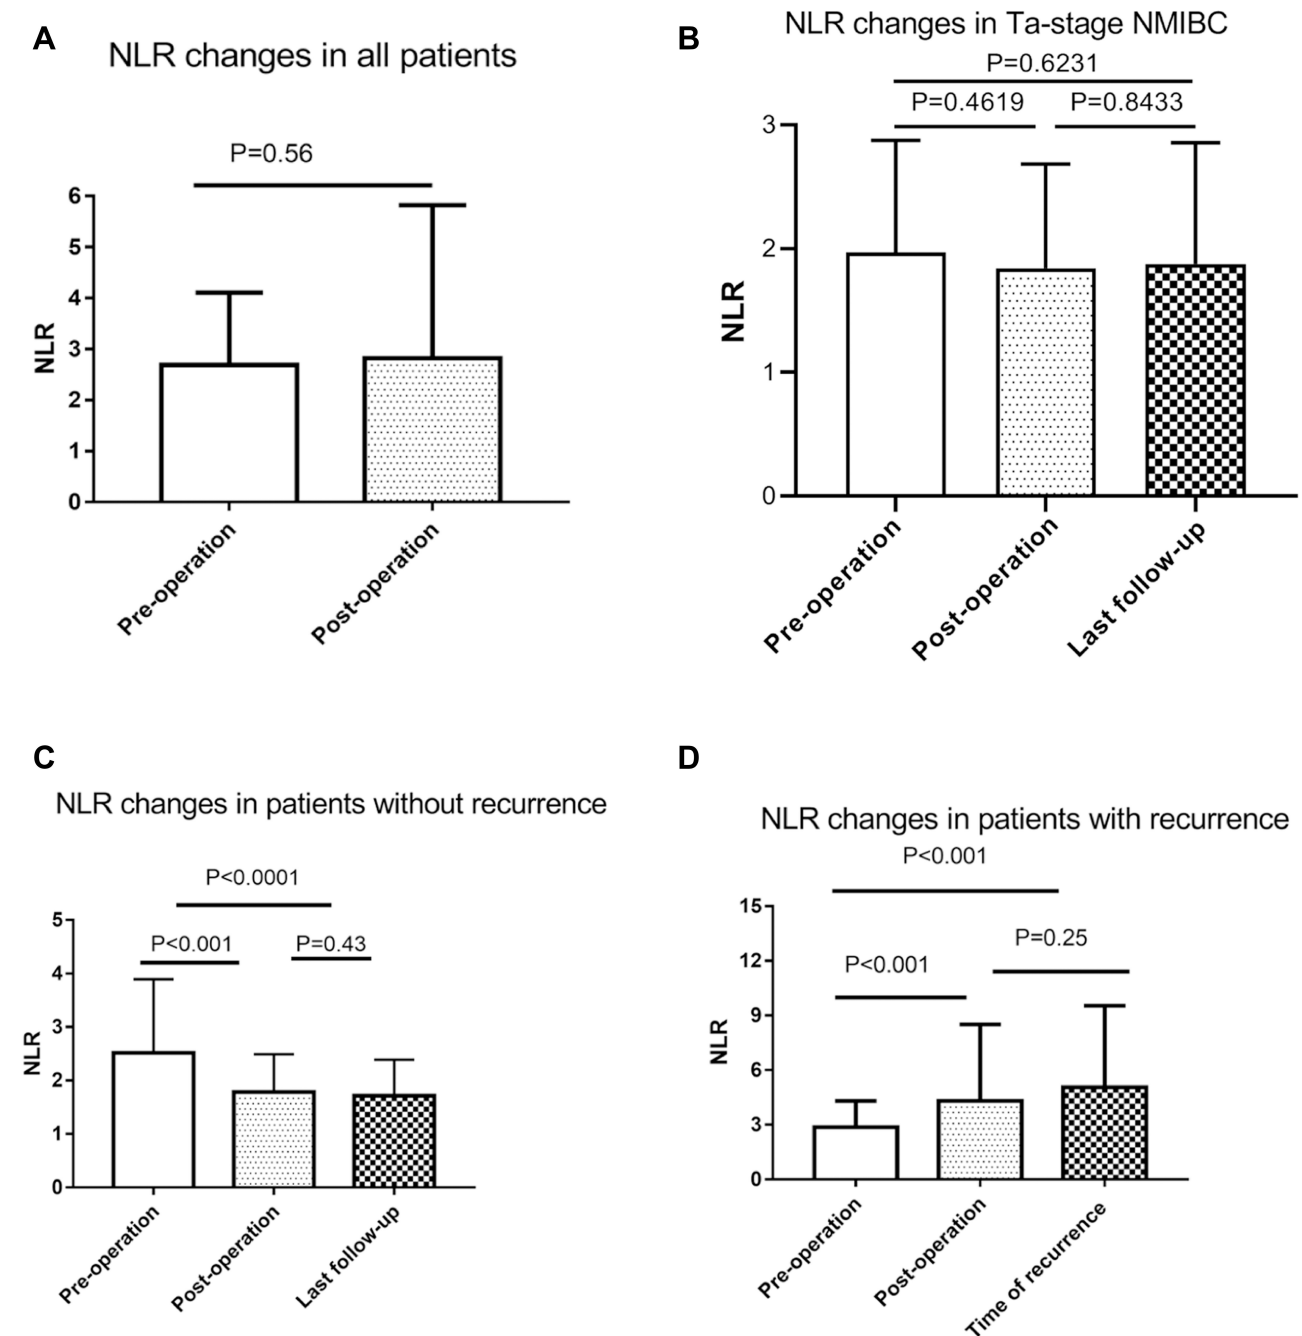 A
NLR changes in all patients
P=0.56
6
5
4
3
2
1
0
NLR
Pre-operation
Post-operation
B
NLR changes in Ta-stage NMIBC
P=0.6231
P=0.4619 P=0.8433
3
2
1
0
NLR
Pre-operation
Post-operation
Last follow-up
C
NLR changes in patients without recurrence
P<0.0001
P<0.001 P=0.43
5
4
3
2
1
0
NLR
Pre-operation
Post-operation
Last follow-up
D
NLR changes in patients with recurrence
P<0.001
P=0.25
P<0.001
15
12
9
6
3
0
NLR
Pre-operation
Post-operation
Time of recurrence